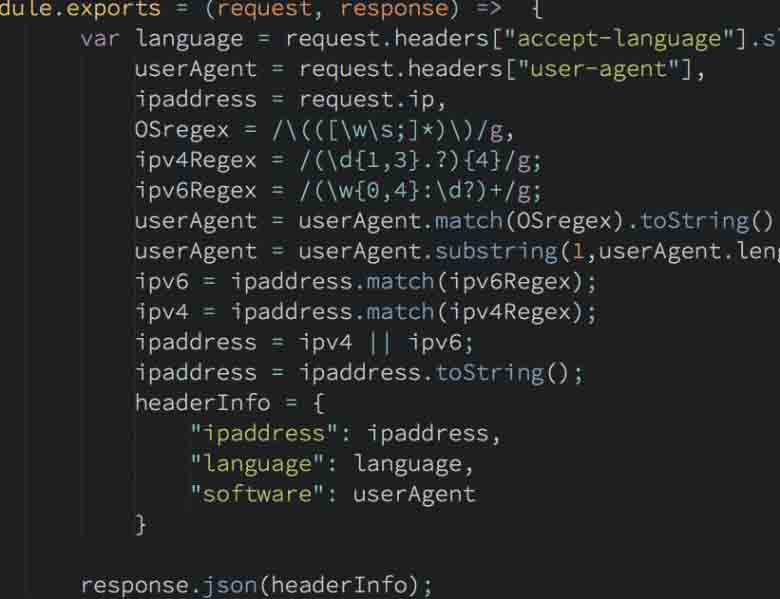 dule.exports = (request, response) => {
var language = request.headers["accept-language"].sl
userAgent = request.headers["user-agent"],
ipaddress = request.ip,
OSregex = /\(([\w\s;]*)\)/g,
ipv4Regex = /(\d{1,3}.?){4}/g;
ipv6Regex = /(\w{0,4}:\d?)+/g;
userAgent = userAgent.match(OSregex).toString()
userAgent = userAgent.substring(1,userAgent.leng
ipv6 = ipaddress.match(ipv6Regex);
ipv4 = ipaddress.match(ipv4Regex);
ipaddress = ipv4 || ipv6;
ipaddress = ipaddress.toString();
headerInfo = {
"ipaddress": ipaddress,
"language": language,
"software": userAgent
}
response.json(headerInfo);